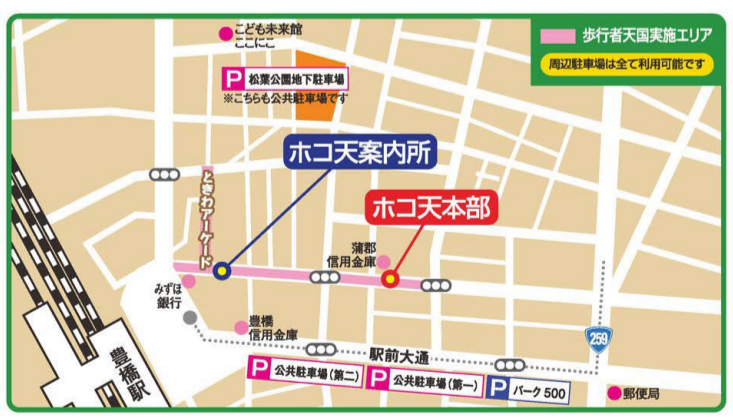 こども未来館
ここにこ
歩行者天国実施エリア
周辺駐車場は全て利用可能です
P 松葉公園地下駐車場
※こちらも公共駐車場です
ホコ天案内所
ホコ天本部
ときわアーケード
蒲郡
信用金庫
みずほ
銀行
豊橋
信用金庫
豊橋駅
駅前大通
259
P 公共駐車場(第二)
P 公共駐車場(第一)
P パーク500
郵便局